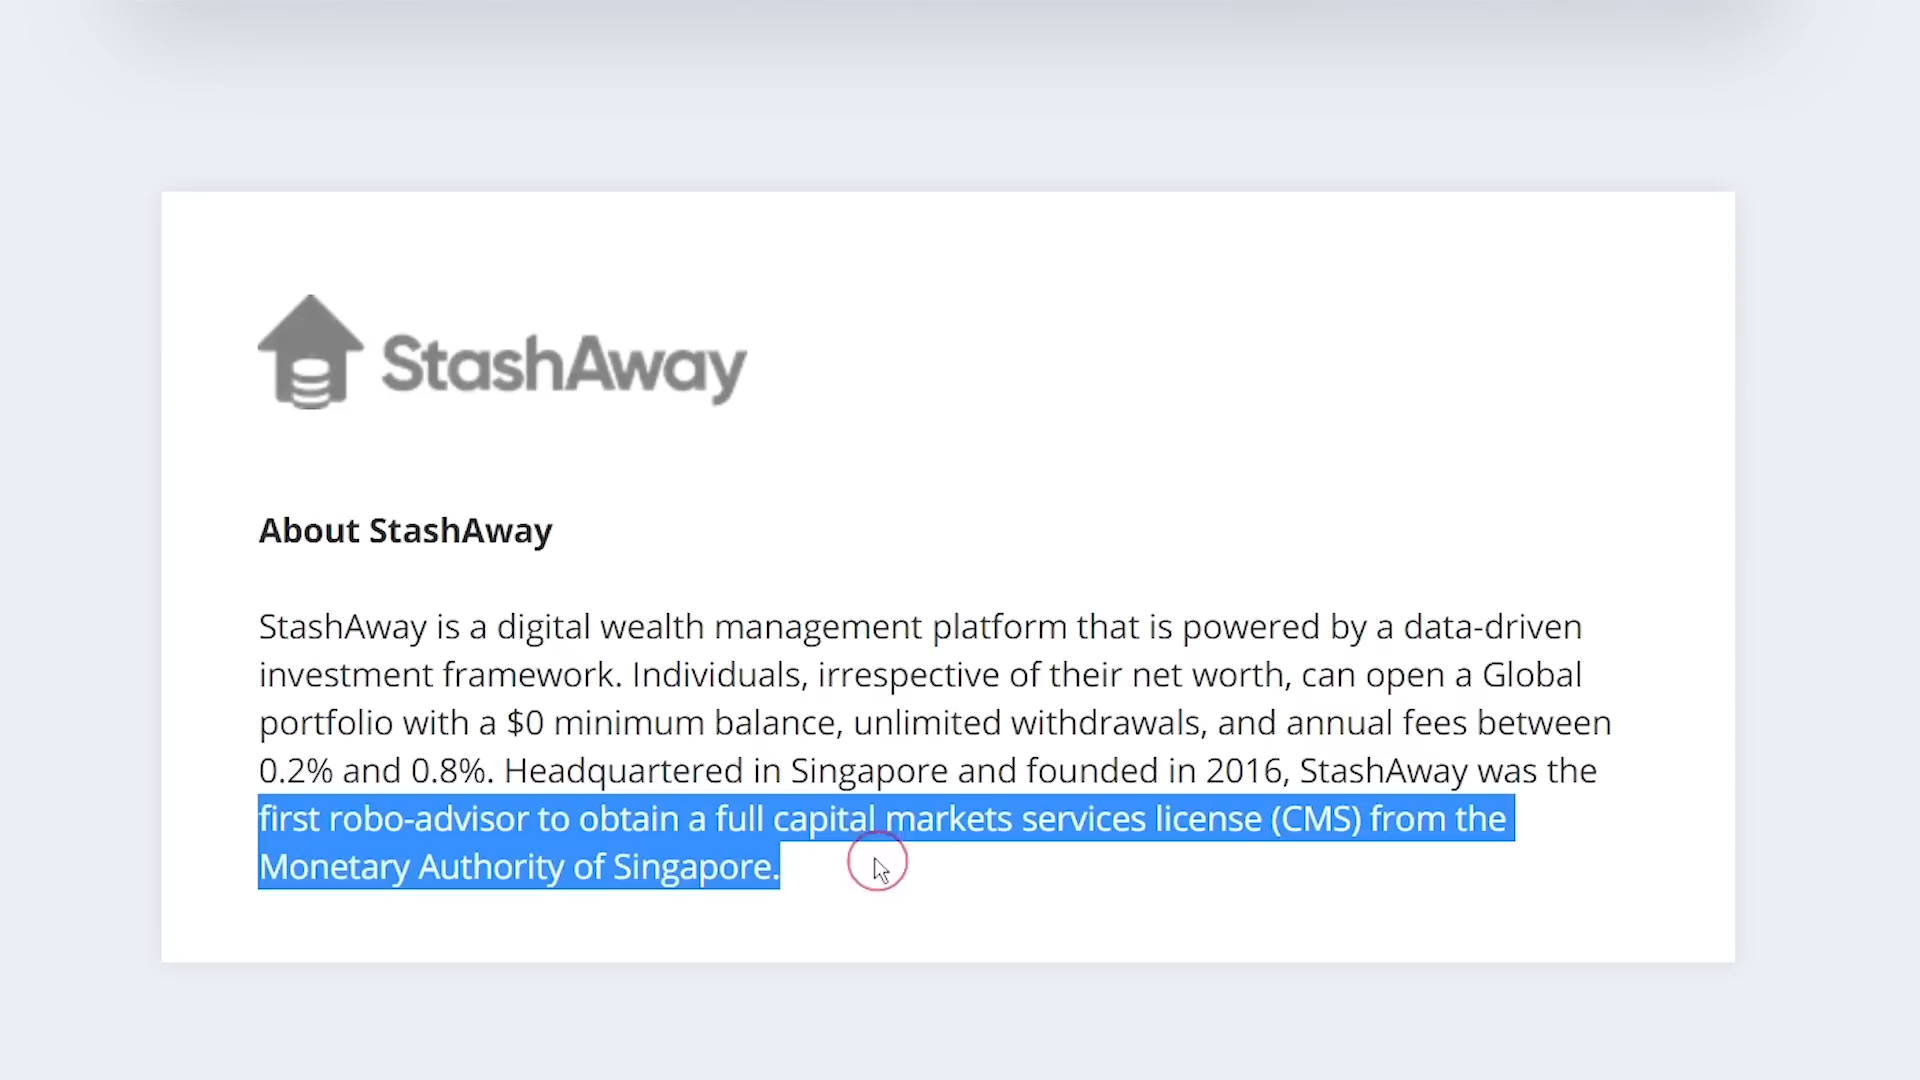 StashAway
About StashAway
StashAway is a digital wealth management platform that is powered by a data-driven
investment framework. Individuals, irrespective of their net worth, can open a Global
portfolio with a $0 minimum balance, unlimited withdrawals, and annual fees between
0.2% and 0.8%. Headquartered in Singapore and founded in 2016, StashAway was the
first robo-advisor to obtain a full capital markets services license (CMS) from the
Monetary Authority of Singapore.